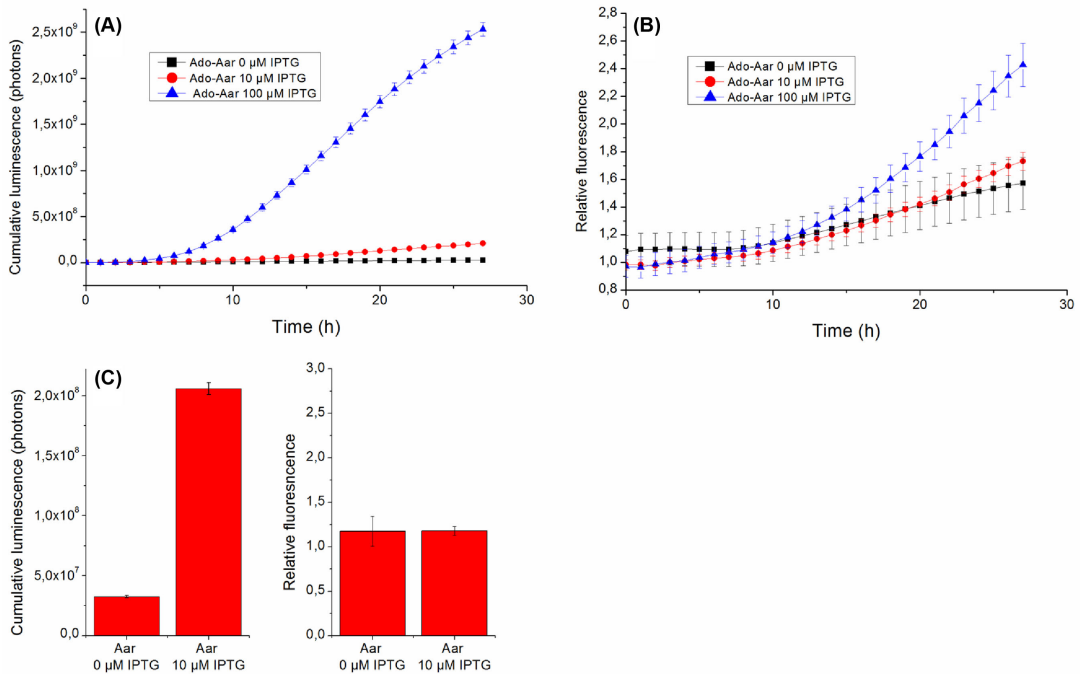 (A)
Cumulative luminescence (photons)
2,5x10⁹
2,0x10⁹
1,5x10⁹
1,0x10⁹
5,0x10⁸
0,0
Ado-Aar 0 µM IPTG
Ado-Aar 10 µM IPTG
Ado-Aar 100 µM IPTG
0 10 20 30
Time (h)
(B)
Relative fluorescence
2,8
2,6
2,4
2,2
2,0
1,8
1,6
1,4
1,2
1,0
0,8
Ado-Aar 0 µM IPTG
Ado-Aar 10 µM IPTG
Ado-Aar 100 µM IPTG
0 10 20 30
Time (h)
(C)
Cumulative luminescence (photons)
2,0x10⁸
1,5x10⁸
1,0x10⁸
5,0x10⁷
0,0
Aar Aar
0 µM IPTG 10 µM IPTG
Relative fluoresncence
3,0
2,5
2,0
1,5
1,0
0,5
0,0
Aar Aar
0 µM IPTG 10 µM IPTG